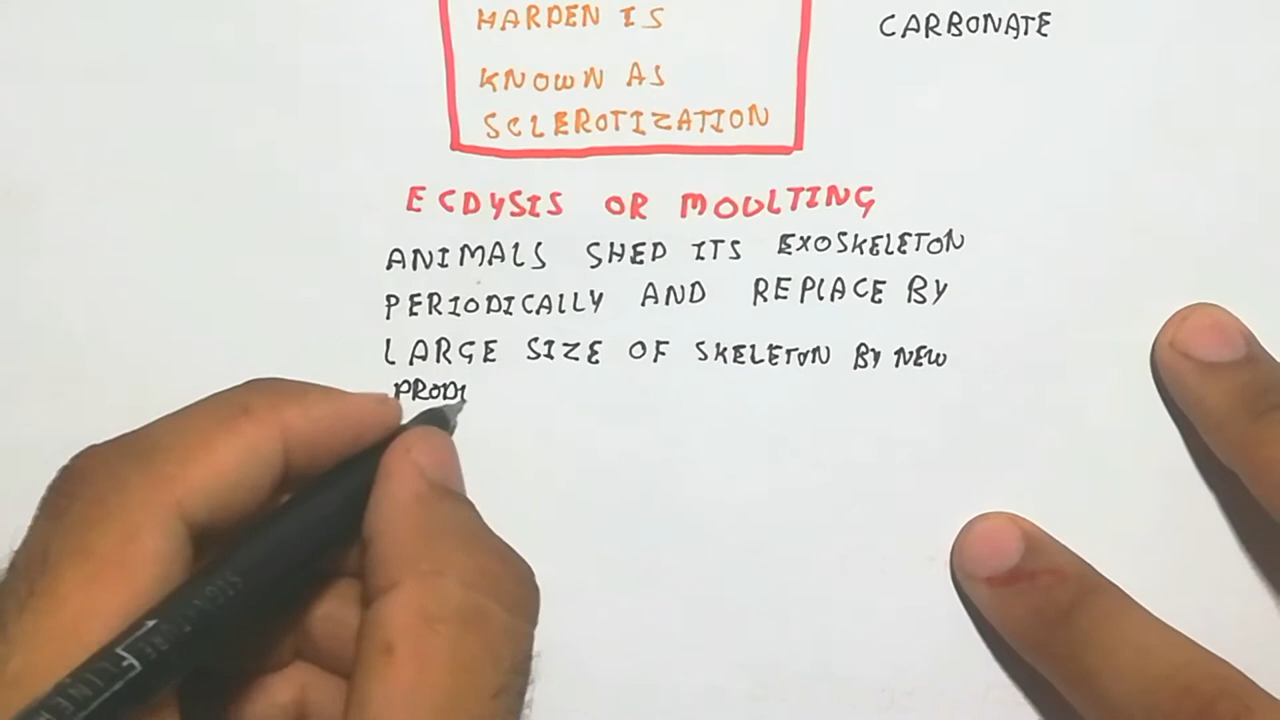 HARDEN IS
CARBONATE
KNOWN AS
SCLEROTIZATION
ECDYSIS OR MOULTING
ANIMALS SHED ITS EXOSKELETON
PERIODICALLY AND REPLACE BY
LARGE SIZE OF SKELETON BY NEW